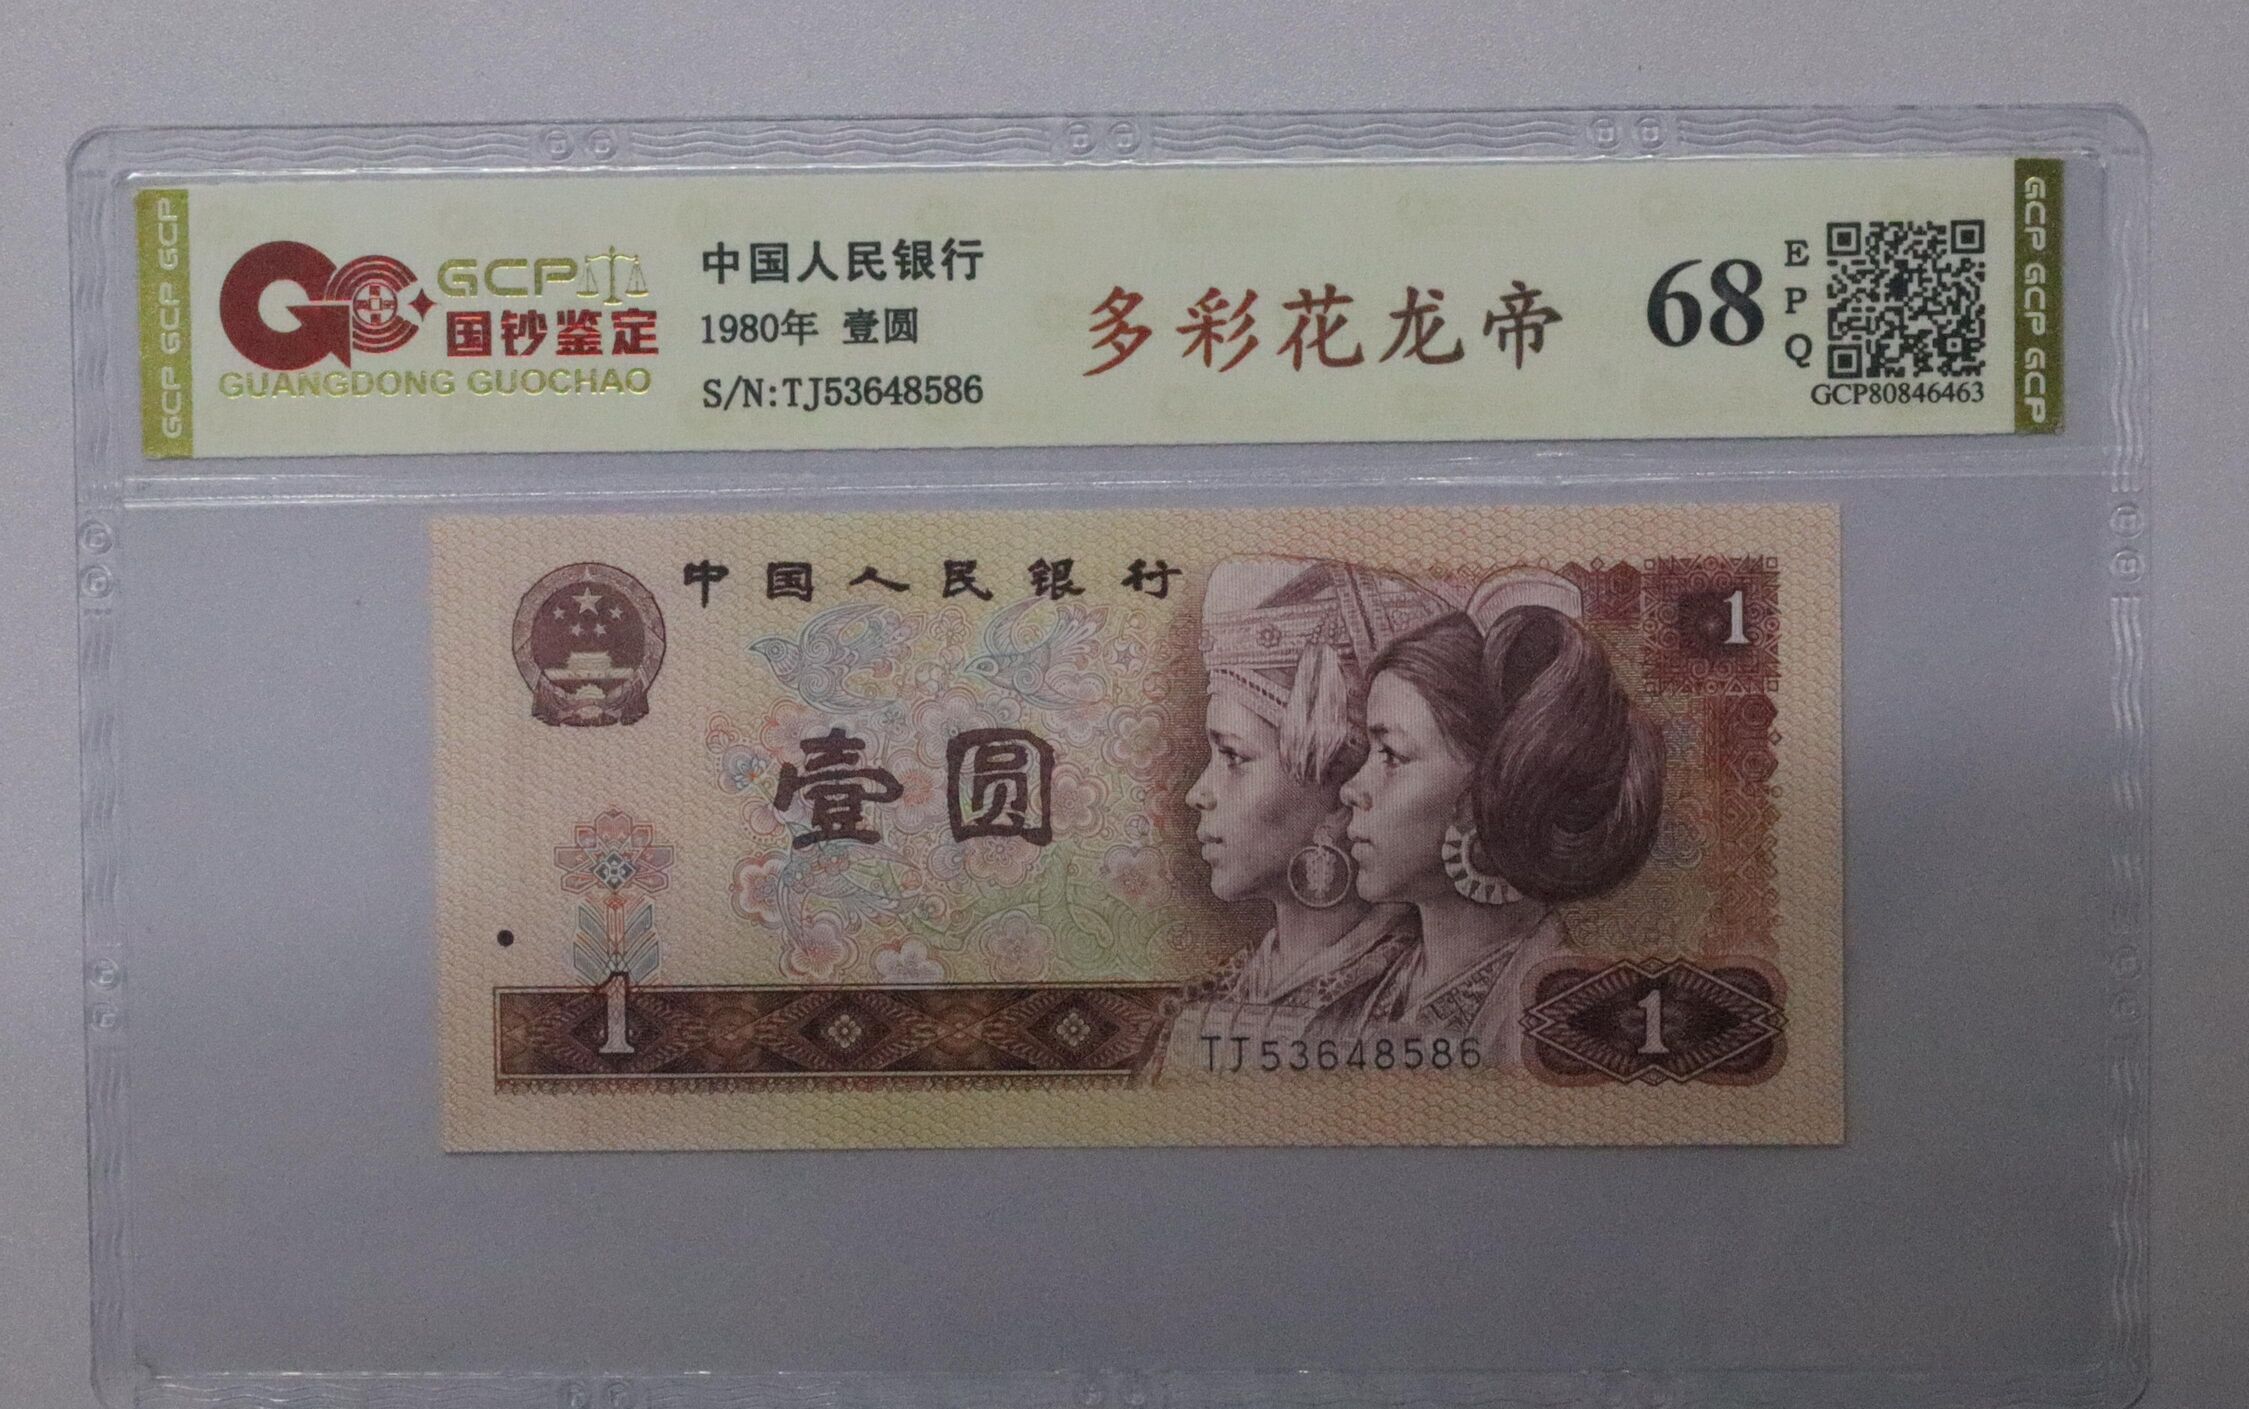 GCP GCP GCP
GCP
国钞鉴定
GUANGDONG GUOCHAO
中国人民银行
1980年 壹圆
S/N:TJ53648586
多彩花龙帝
68
EPQ
GCP80846463
GCP GCP GCP
中国人民银行
1
壹圆
1
1
TJ53648586